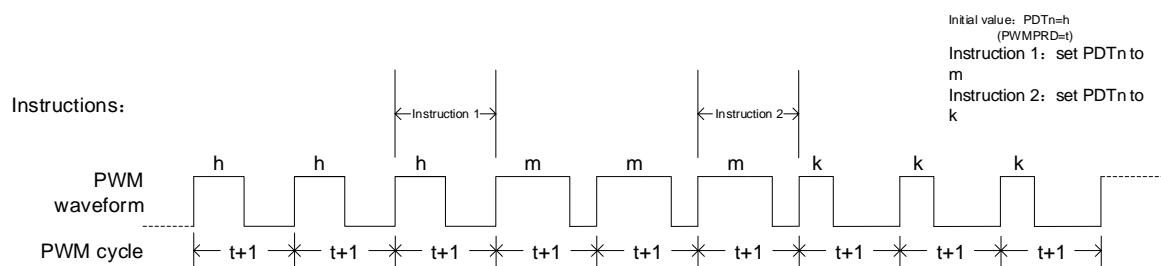 Initial value：PDTn=h
(PWMPRD=t)
Instruction 1：set PDTn to
m
Instruction 2：set PDTn to
k
Instructions：
Instruction 1
Instruction 2
h h h m m m k k k
PWM
waveform
PWM cycle
t+1 t+1 t+1 t+1 t+1 t+1 t+1 t+1 t+1